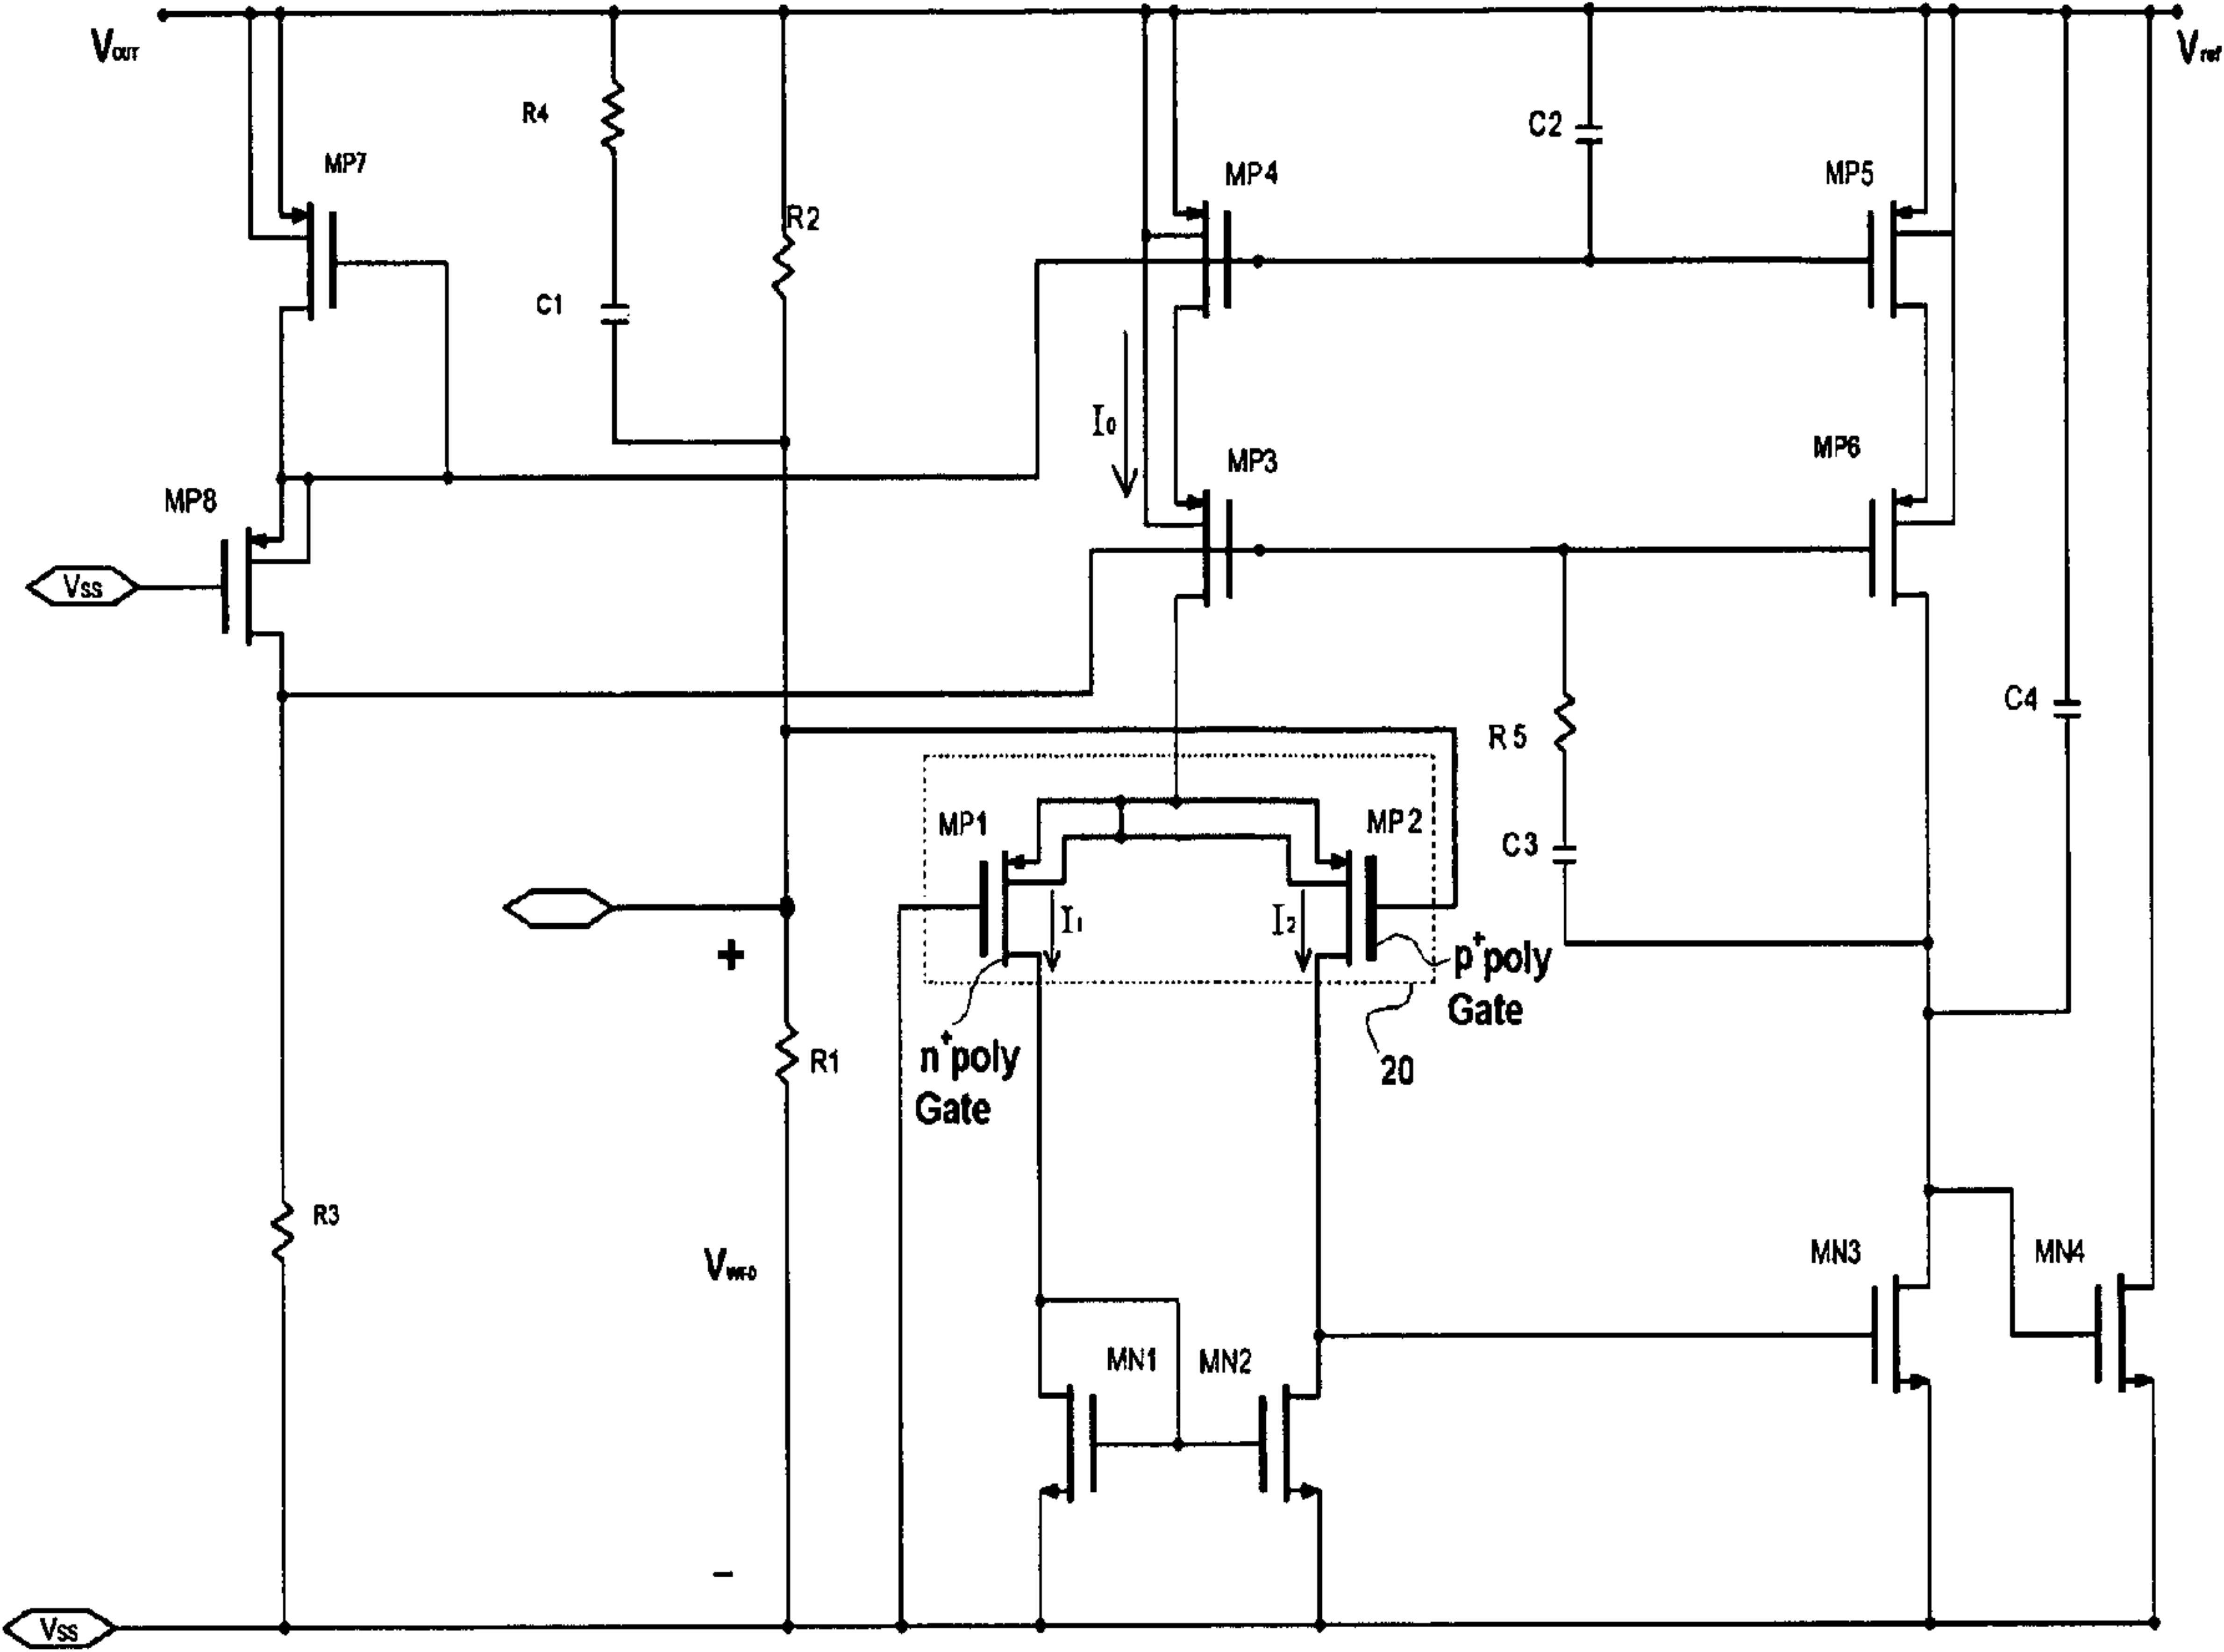 VOUT
Vref
R4
C2
MP7
MP4
MP5
R2
C1
I0
MP3
MP6
MP8
VSS
C4
R5
MP1
MP2
C3
I1
I2
+
p+poly
Gate
n+poly
Gate
R1
20
R3
MN3
MN4
VWFD
MN1
MN2
−
VSS